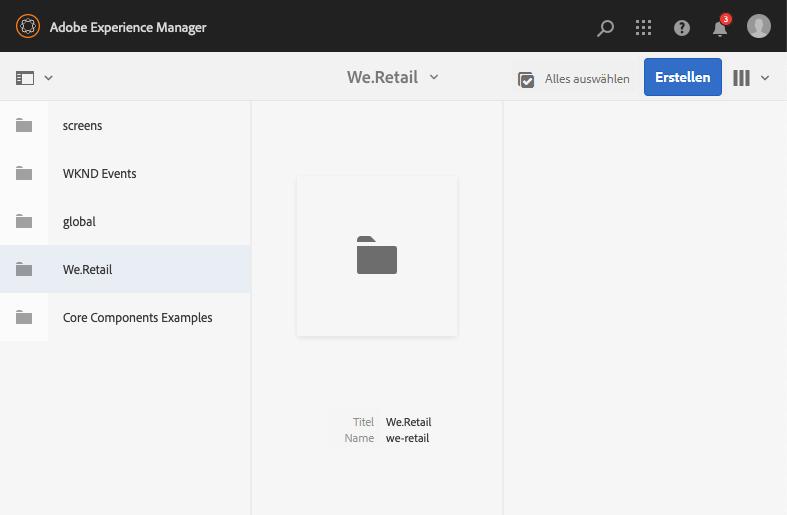 Adobe Experience Manager
3
We.Retail
Alles auswählen
Erstellen
screens
WKND Events
global
We.Retail
Core Components Examples
Titel We.Retail
Name we-retail